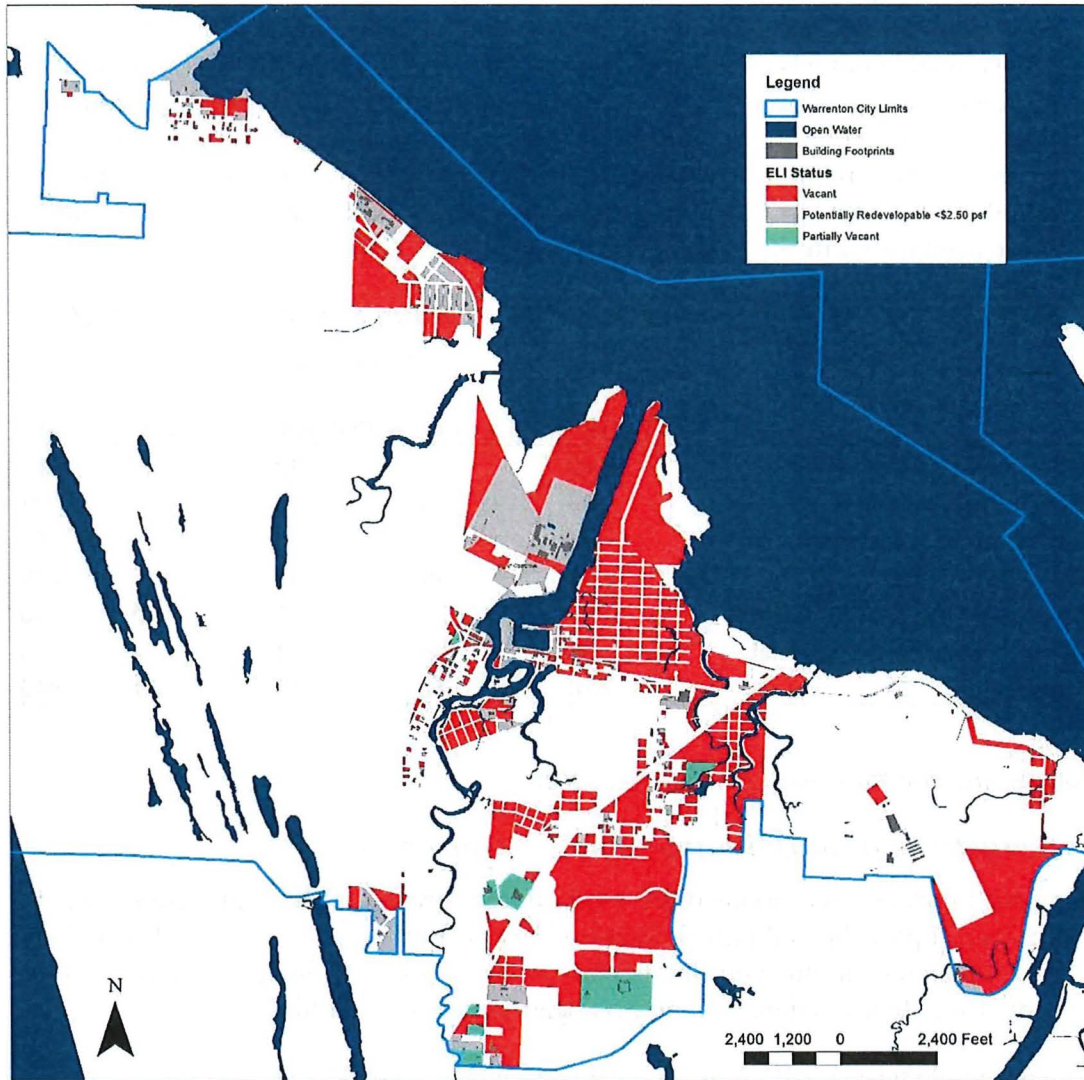 Legend
Warrenton City Limits
Open Water
Building Footprints
ELI Status
Vacant
Potentially Redevelopable <$2.50 psf
Partially Vacant
N
2,400 1,200 0 2,400 Feet